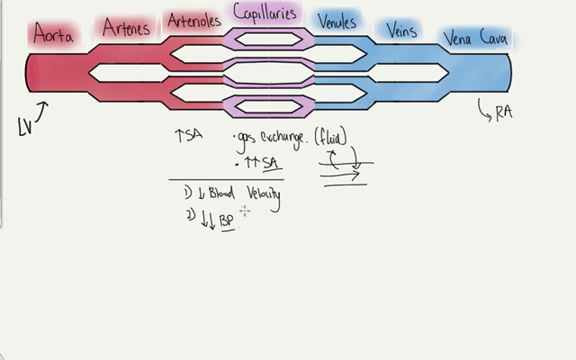 Aorta Arteries Arterioles Capillaries Venules Veins Vena Cava
LV RA
↑SA · gas exchange. (fluid)
· ↑↑ SA
1) ↓ Blood Velocity
2) ↓↓ BP